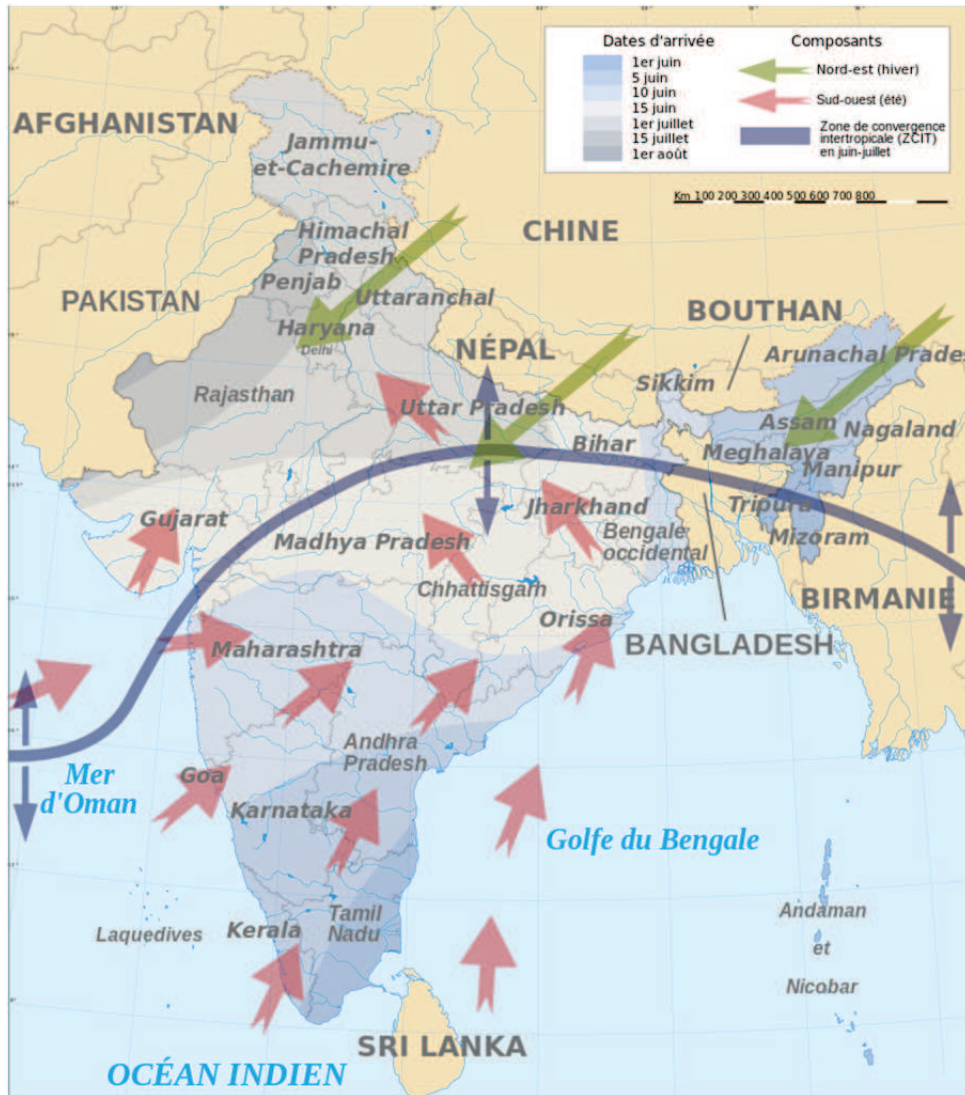 Dates d'arrivée
1er juin
5 juin
10 juin
15 juin
1er juillet
15 juillet
1er août
Composants
Nord-est (hiver)
Sud-ouest (été)
Zone de convergence
intertropicale (ZCIT)
en juin-juillet
Km 100 200 300 400 500 600 700 800
AFGHANISTAN
Jammu-
et-Cachemire
CHINE
Himachal
Pradesh
Penjab
PAKISTAN
Uttaranchal
Haryana
Delhi
BOUTHAN
NÉPAL
Arunachal Prades
Sikkim
Rajasthan
Uttar Pradesh
Assam
Nagaland
Bihar
Meghalaya
Manipur
Gujarat
Jharkhand
Tripura
Madhya Pradesh
Bengale
occidental
Mizoram
Chhattisgarh
BIRMANIE
Orissa
BANGLADESH
Maharashtra
Andhra
Pradesh
Mer
d'Oman
Goa
Karnataka
Golfe du Bengale
Laquedives
Kerala
Tamil
Nadu
Andaman
et
Nicobar
SRI LANKA
OCÉAN INDIEN